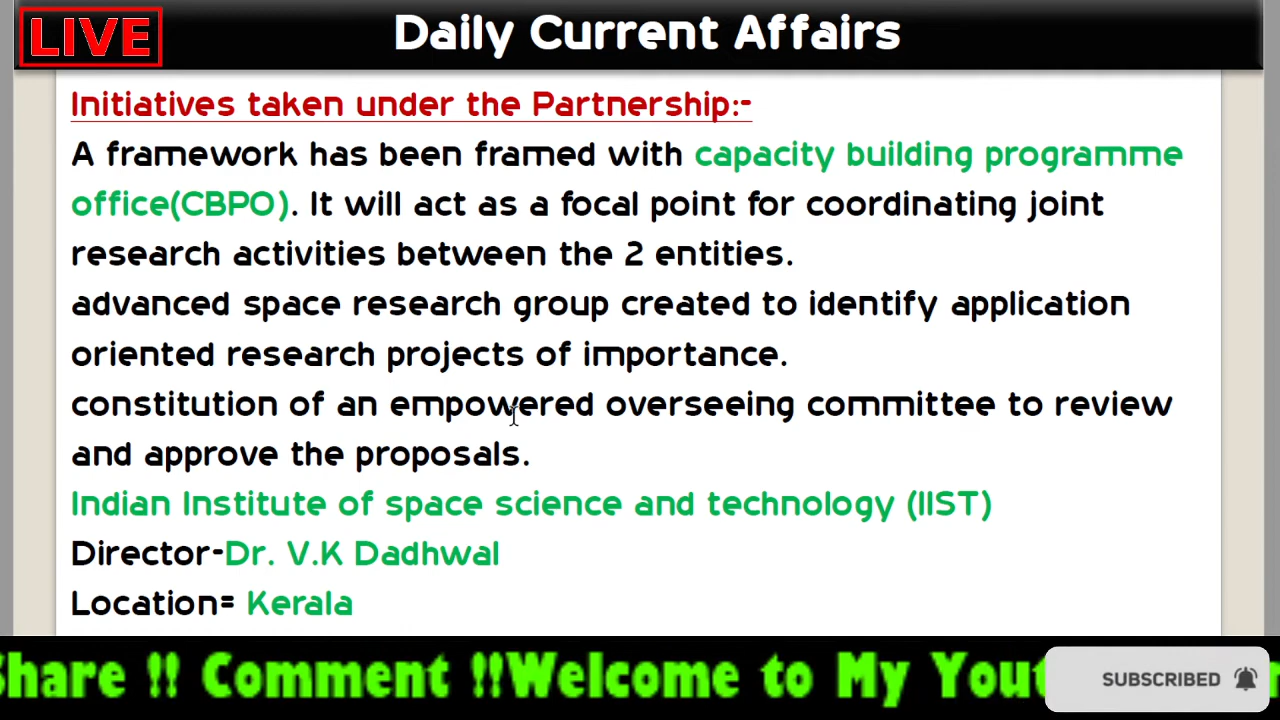 LIVE
Daily Current Affairs
Initiatives taken under the Partnership:-
A framework has been framed with capacity building programme
office(CBPO). It will act as a focal point for coordinating joint
research activities between the 2 entities.
advanced space research group created to identify application
oriented research projects of importance.
constitution of an empowered overseeing committee to review
and approve the proposals.
Indian Institute of space science and technology (IIST)
Director-Dr. V.K Dadhwal
Location= Kerala
Share !! Comment !!Welcome to My
SUBSCRIBED